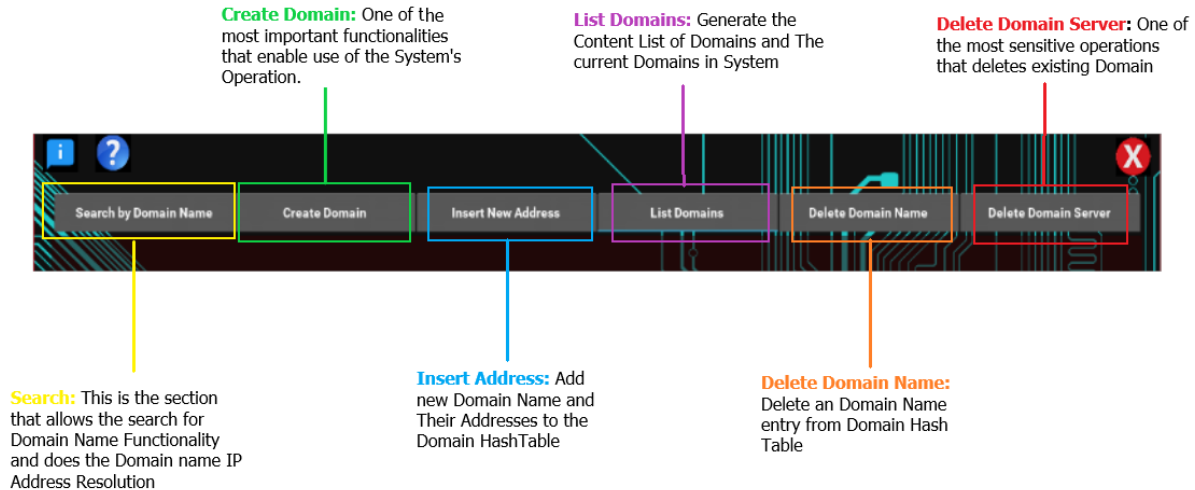 Create Domain: One of the
most important functionalities
that enable use of the System's
Operation.
List Domains: Generate the
Content List of Domains and The
current Domains in System
Delete Domain Server: One of
the most sensitive operations
that deletes existing Domain
i
?
X
Search by Domain Name
Create Domain
Insert New Address
List Domains
Delete Domain Name
Delete Domain Server
Search: This is the section
that allows the search for
Domain Name Functionality
and does the Domain name IP
Address Resolution
Insert Address: Add
new Domain Name and
Their Addresses to the
Domain HashTable
Delete Domain Name:
Delete an Domain Name
entry from Domain Hash
Table